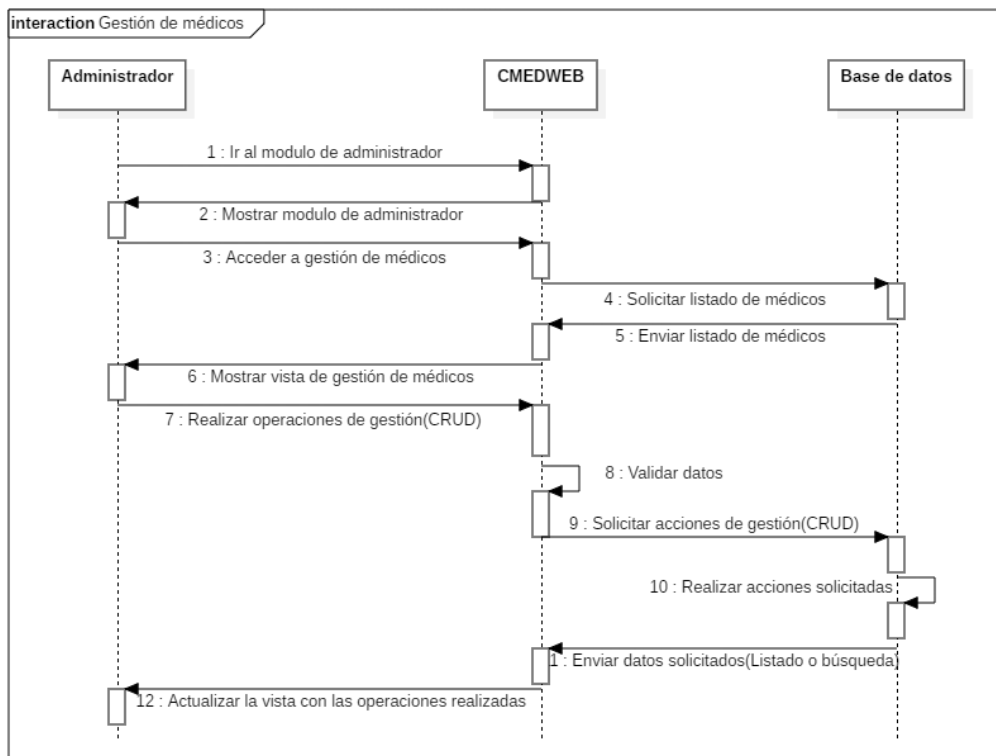 interaction Gestión de médicos
Administrador
CMEDWEB
Base de datos
1 : Ir al modulo de administrador
2 : Mostrar modulo de administrador
3 : Acceder a gestión de médicos
4 : Solicitar listado de médicos
5 : Enviar listado de médicos
6 : Mostrar vista de gestión de médicos
7 : Realizar operaciones de gestión(CRUD)
8 : Validar datos
9 : Solicitar acciones de gestión(CRUD)
10 : Realizar acciones solicitadas
1 : Enviar datos solicitados(Listado o búsqueda)
12 : Actualizar la vista con las operaciones realizadas